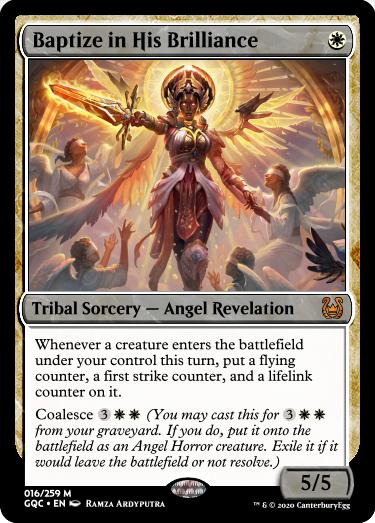 Baptize in His Brilliance
Tribal Sorcery — Angel Revelation
Whenever a creature enters the battlefield
under your control this turn, put a flying
counter, a first strike counter, and a lifelink
counter on it.
Coalesce 3 (You may cast this for 3
from your graveyard. If you do, put it onto the
battlefield as an Angel Horror creature. Exile it if it
would leave the battlefield or not resolve.)
5/5
016/259 M
GQC • EN Ramza Ardyputra
™ & © 2020 CanterburyEgg